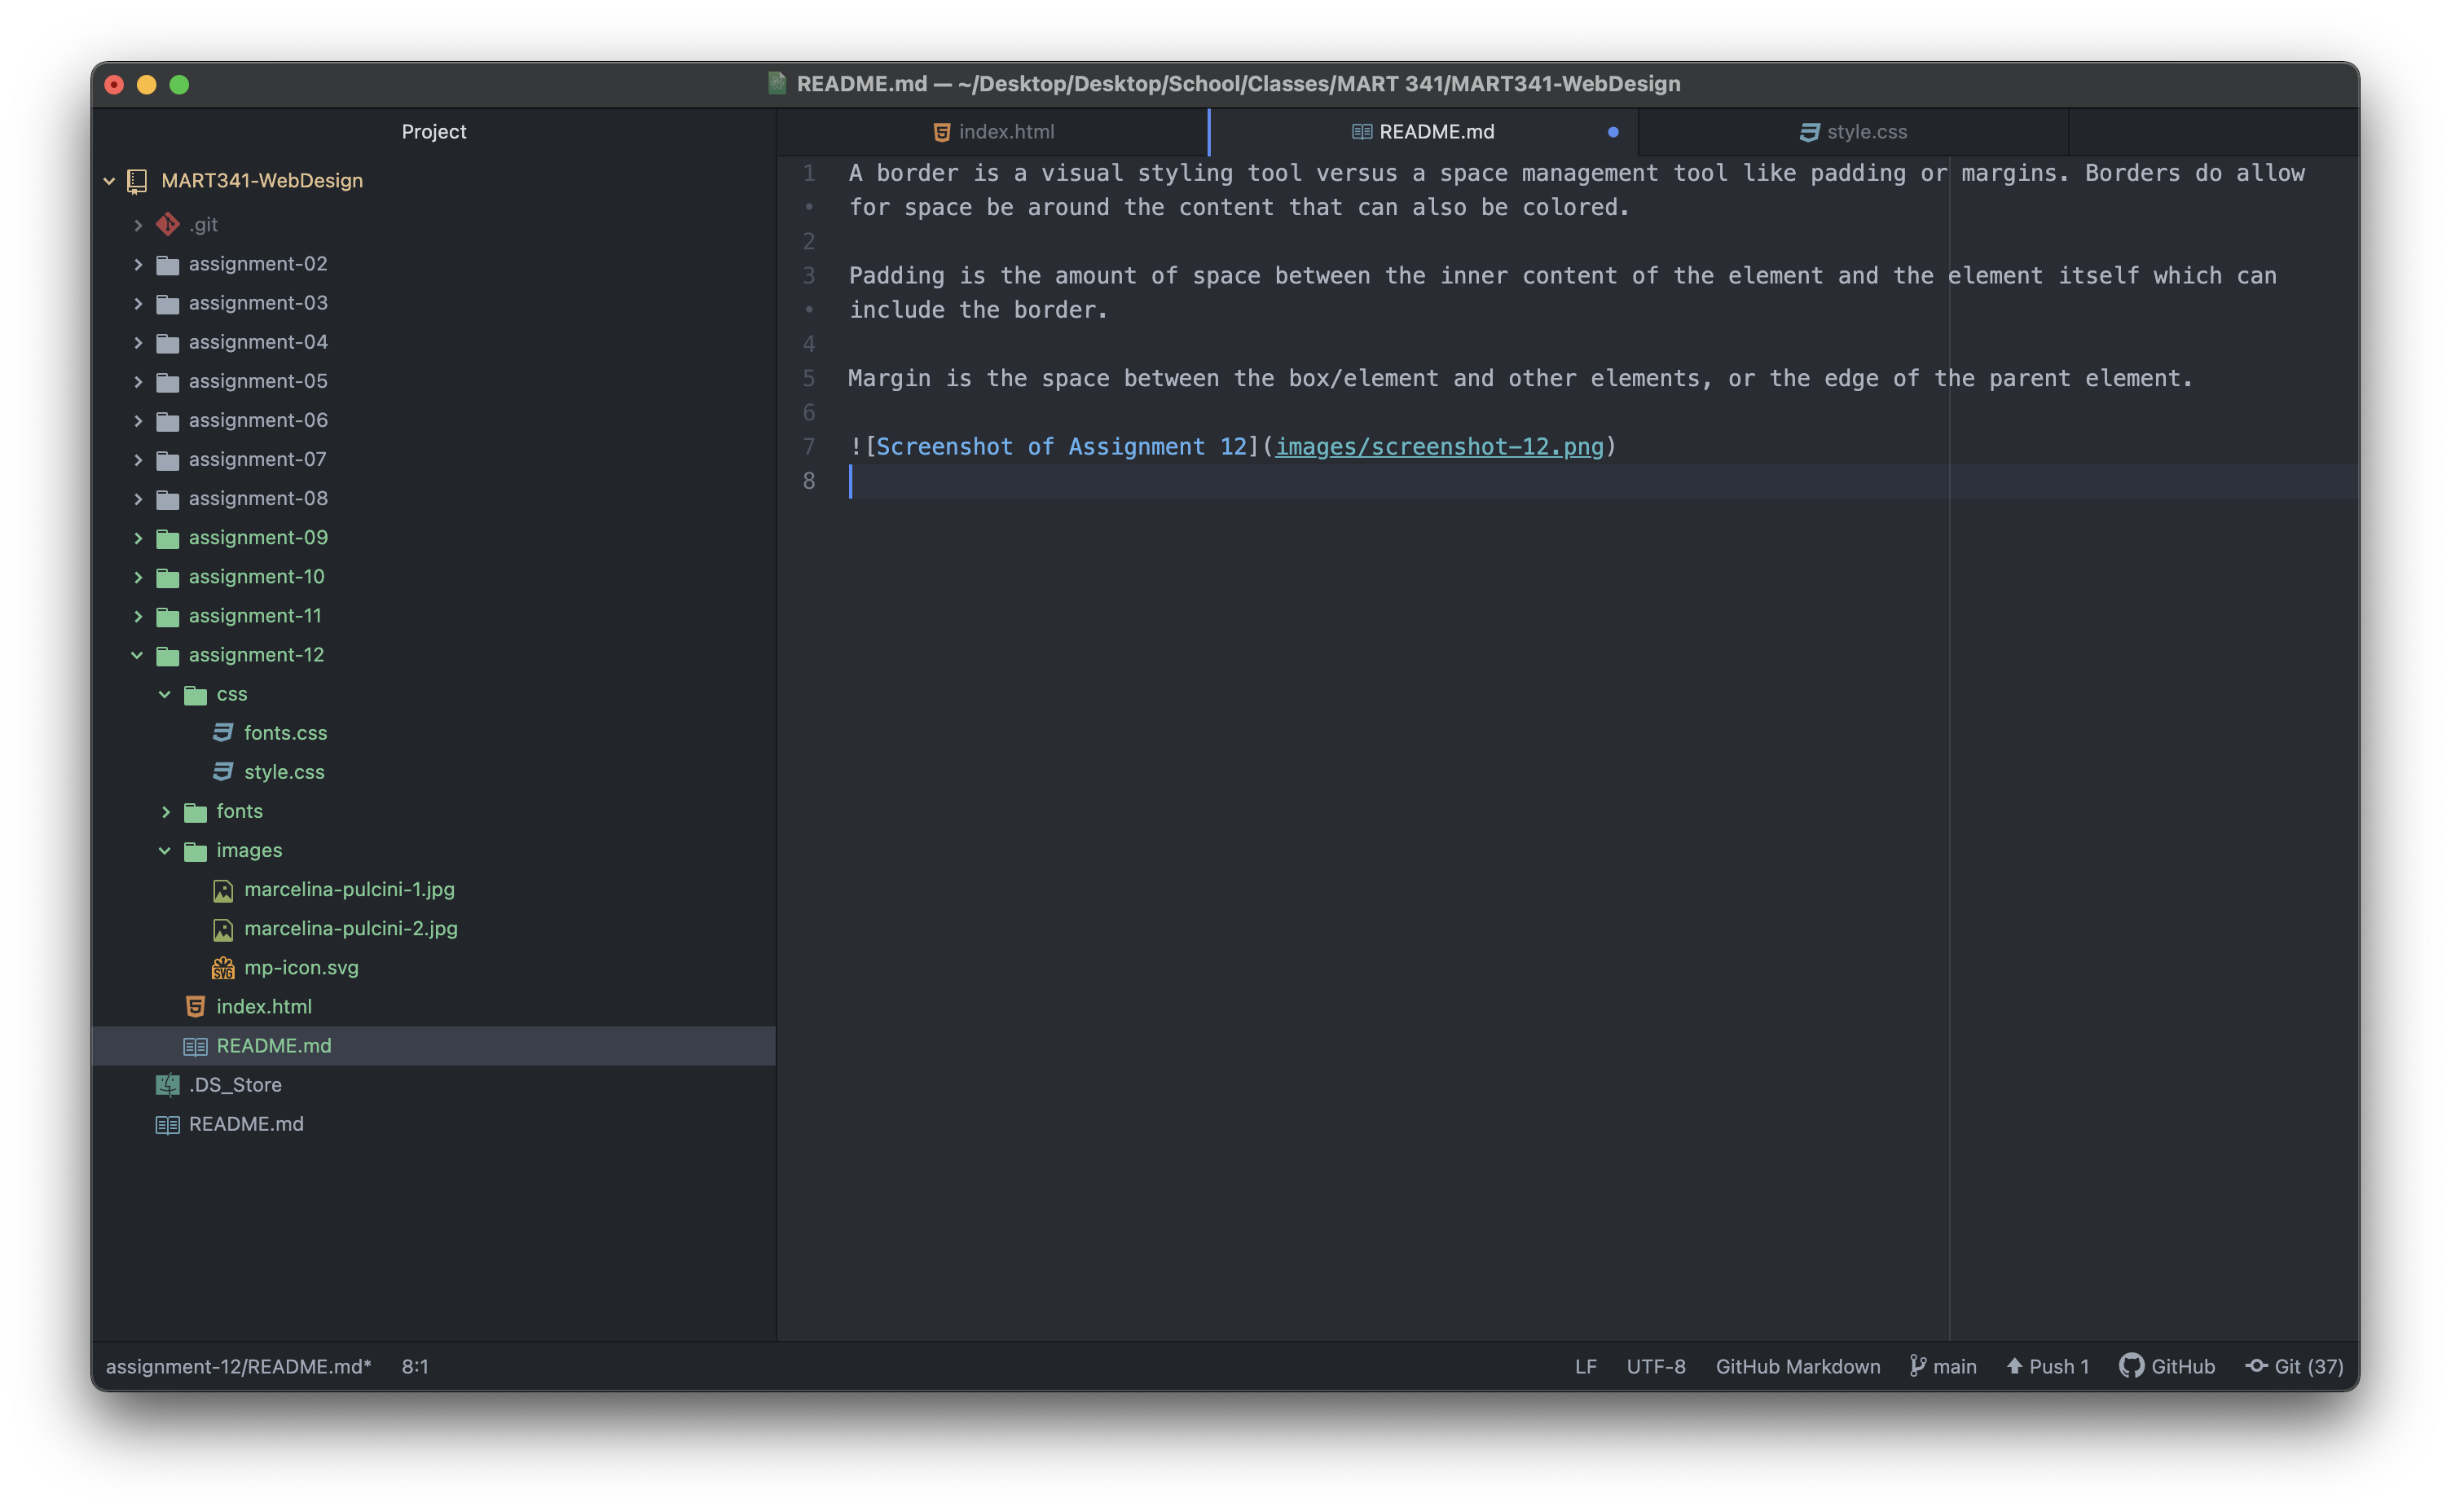 README.md — ~/Desktop/Desktop/School/Classes/MART 341/MART341-WebDesign
Project
MART341-WebDesign
.git
assignment-02
assignment-03
assignment-04
assignment-05
assignment-06
assignment-07
assignment-08
assignment-09
assignment-10
assignment-11
assignment-12
css
fonts.css
style.css
fonts
images
marcelina-pulcini-1.jpg
marcelina-pulcini-2.jpg
SVG mp-icon.svg
index.html
README.md
.DS_Store
README.md
index.html
README.md
style.css
1 A border is a visual styling tool versus a space management tool like padding or margins. Borders do allow
• for space be around the content that can also be colored.
2
3 Padding is the amount of space between the inner content of the element and the element itself which can
• include the border.
4
5 Margin is the space between the box/element and other elements, or the edge of the parent element.
6
7 ![Screenshot of Assignment 12](images/screenshot-12.png)
8
assignment-12/README.md* 8:1
LF UTF-8 GitHub Markdown main Push 1 GitHub Git (37)